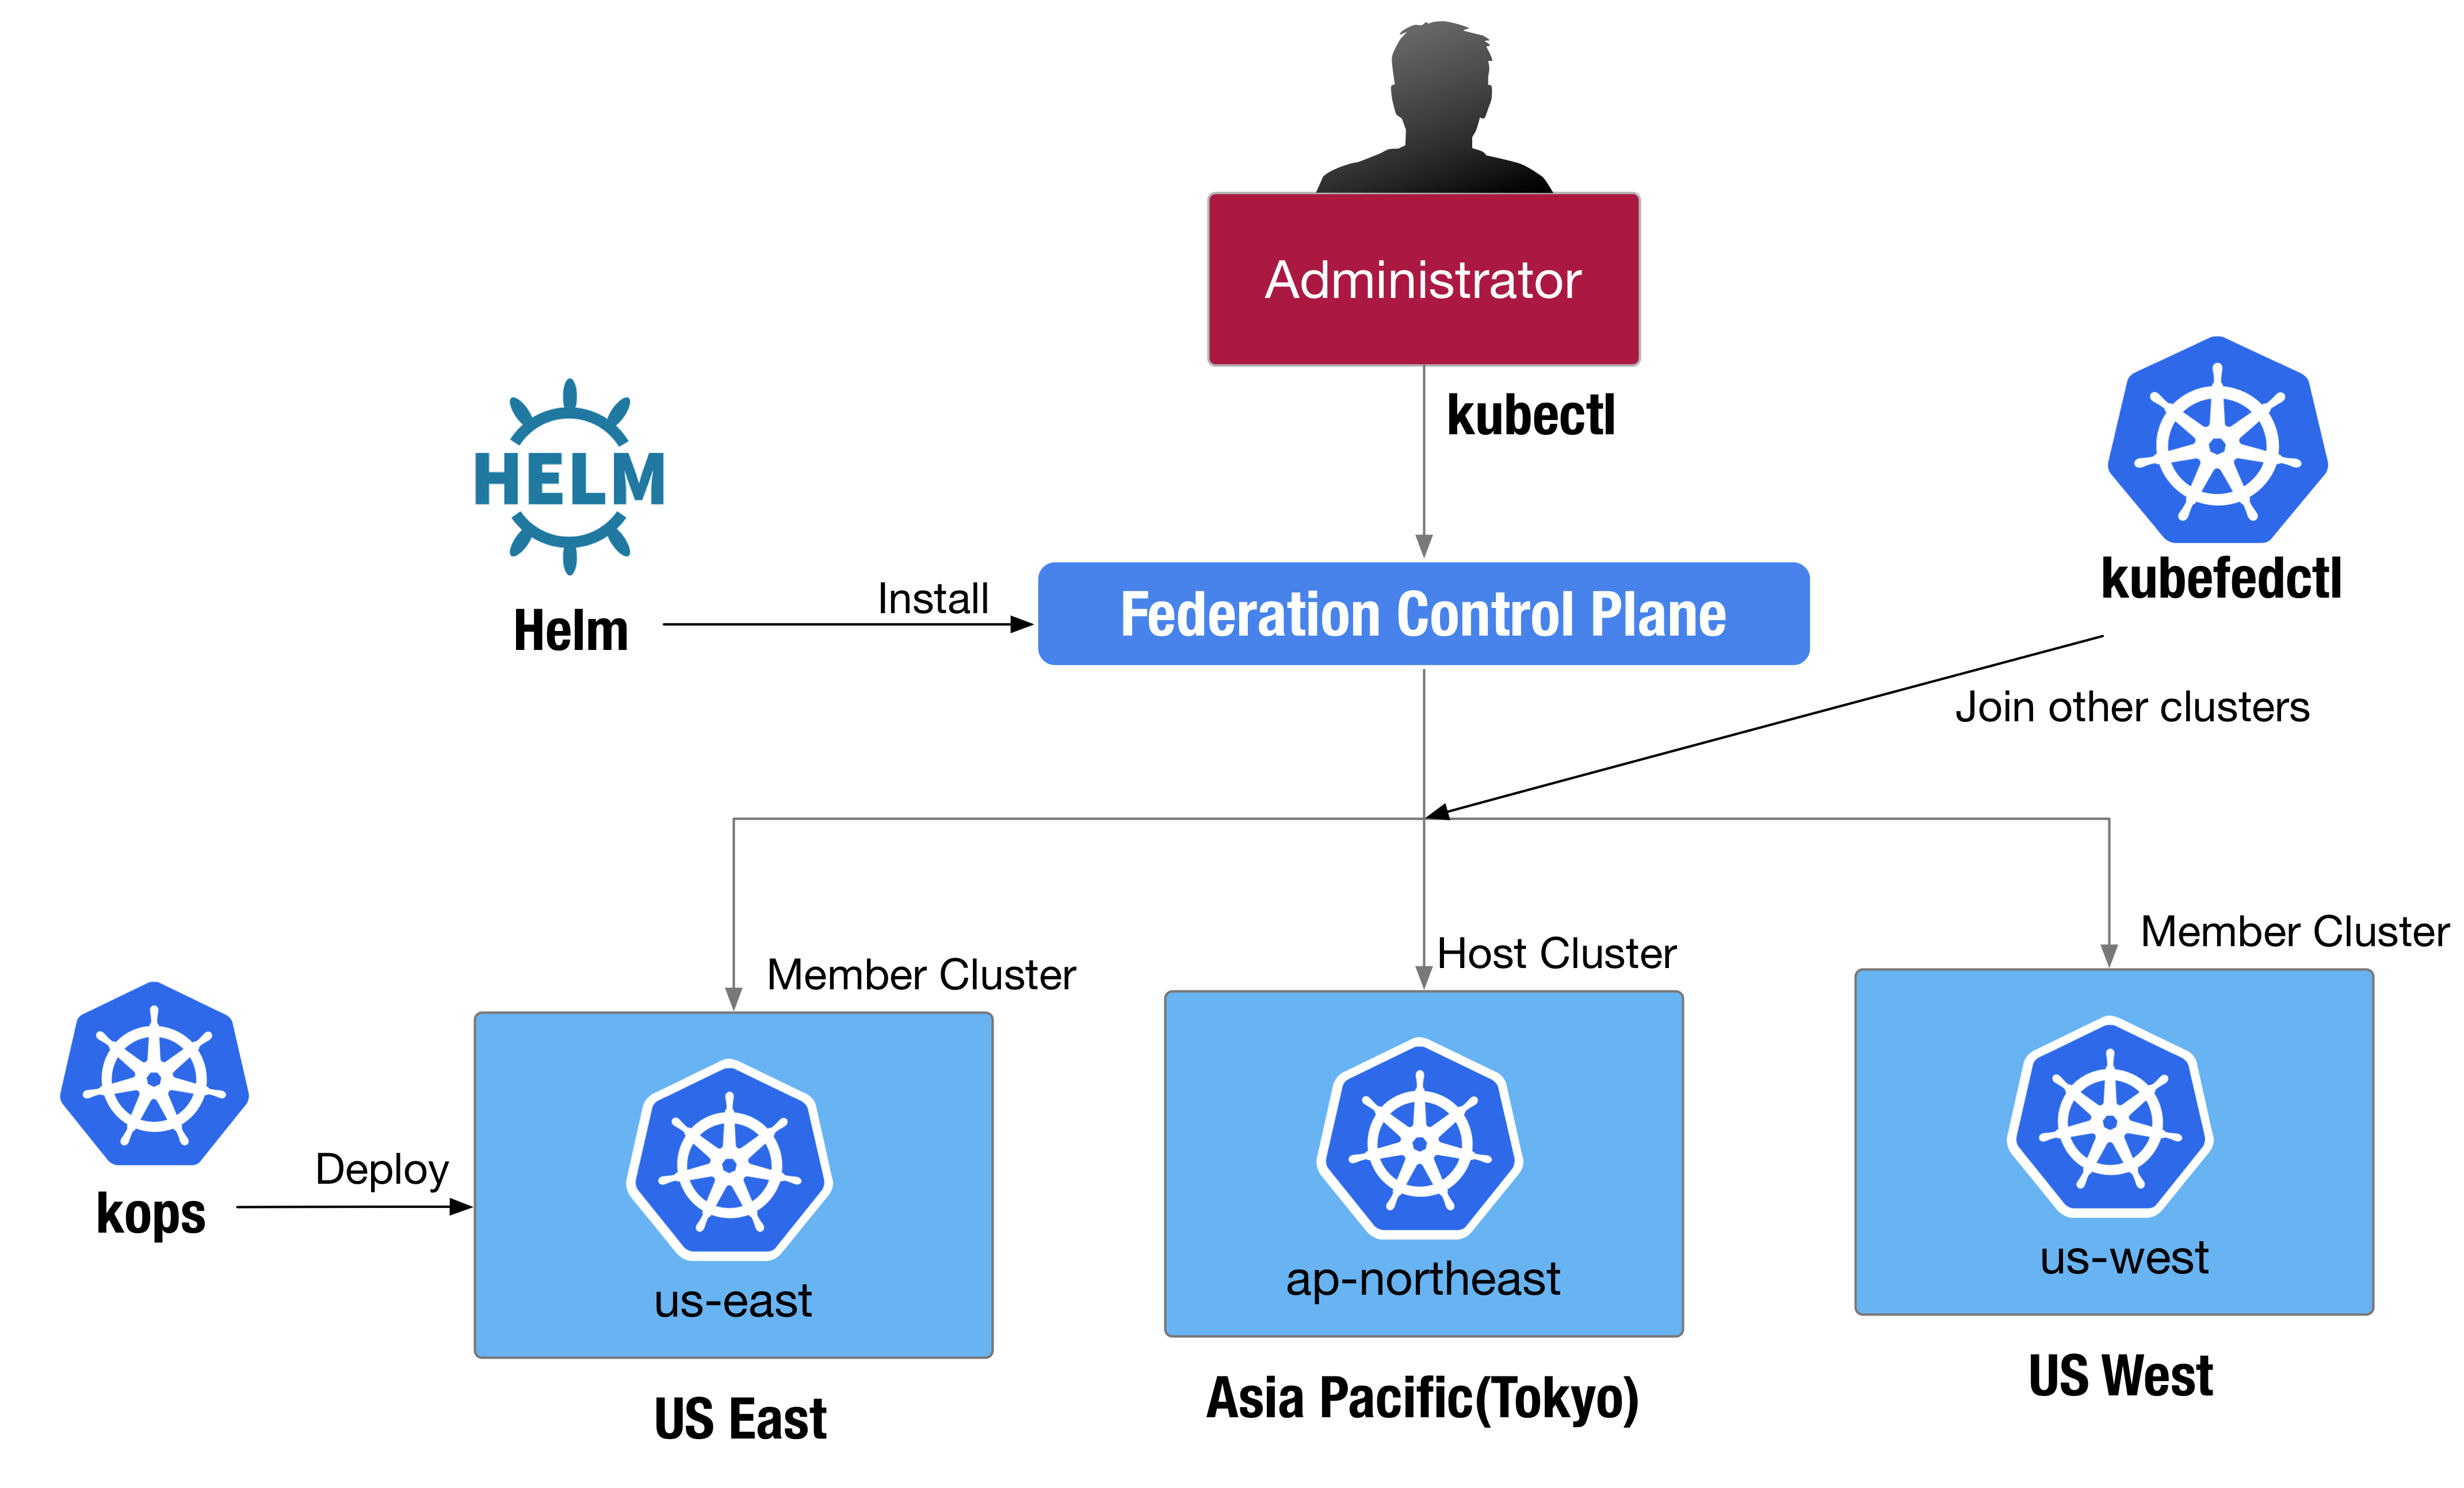 Administrator
kubectl
HELM
Helm
Install
Federation Control Plane
kubefedctl
Join other clusters
Member Cluster
Host Cluster
Member Cluster
kops
Deploy
us-east
ap-northeast
us-west
US East
Asia Pacific(Tokyo)
US West